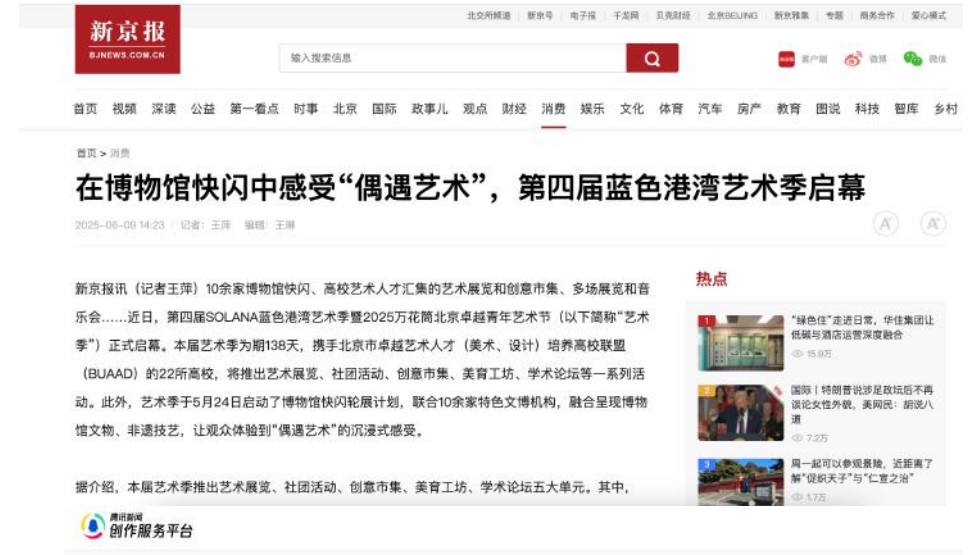 新京报
BJNEWS.COM.CN
北交所频道 新京号 电子报 千龙网 贝壳财经 北京BEIJING 新京雅集 专题 商务合作 爱心模式
输入搜索信息
客户端 微博 微信
首页 视频 深读 公益 第一看点 时事 北京 国际 政事儿 观点 财经 消费 娱乐 文化 体育 汽车 房产 教育 图说 科技 智库 乡村
首页 > 消费
在博物馆快闪中感受“偶遇艺术”，第四届蓝色港湾艺术季启幕
2025-06-09 14:23 记者：王萍 编辑：王琳
新京报讯（记者王萍）10余家博物馆快闪、高校艺术人才汇集的艺术展览和创意市集、多场展览和音
乐会……近日，第四届SOLANA蓝色港湾艺术季暨2025万花筒北京卓越青年艺术节（以下简称“艺术
季”）正式启幕。本届艺术季为期138天，携手北京市卓越艺术人才（美术、设计）培养高校联盟
（BUAAD）的22所高校，将推出艺术展览、社团活动、创意市集、美育工坊、学术论坛等一系列活
动。此外，艺术季于5月24日启动了博物馆快闪轮展计划，联合10余家特色文博机构，融合呈现博物
馆文物、非遗技艺，让观众体验到“偶遇艺术”的沉浸式感受。
据介绍，本届艺术季推出艺术展览、社团活动、创意市集、美育工坊、学术论坛五大单元。其中，
热点
1
“绿色住”走进日常，华住集团让
低碳与酒店运营深度融合
15.9万
2
国际｜特朗普说涉足政坛后不再
谈论女性外貌，美网民：胡说八
道
7.2万
3
周一起可以参观景陵，近距离了
解“促织天子”与“仁宣之治”
1.7万
腾讯新闻
创作服务平台